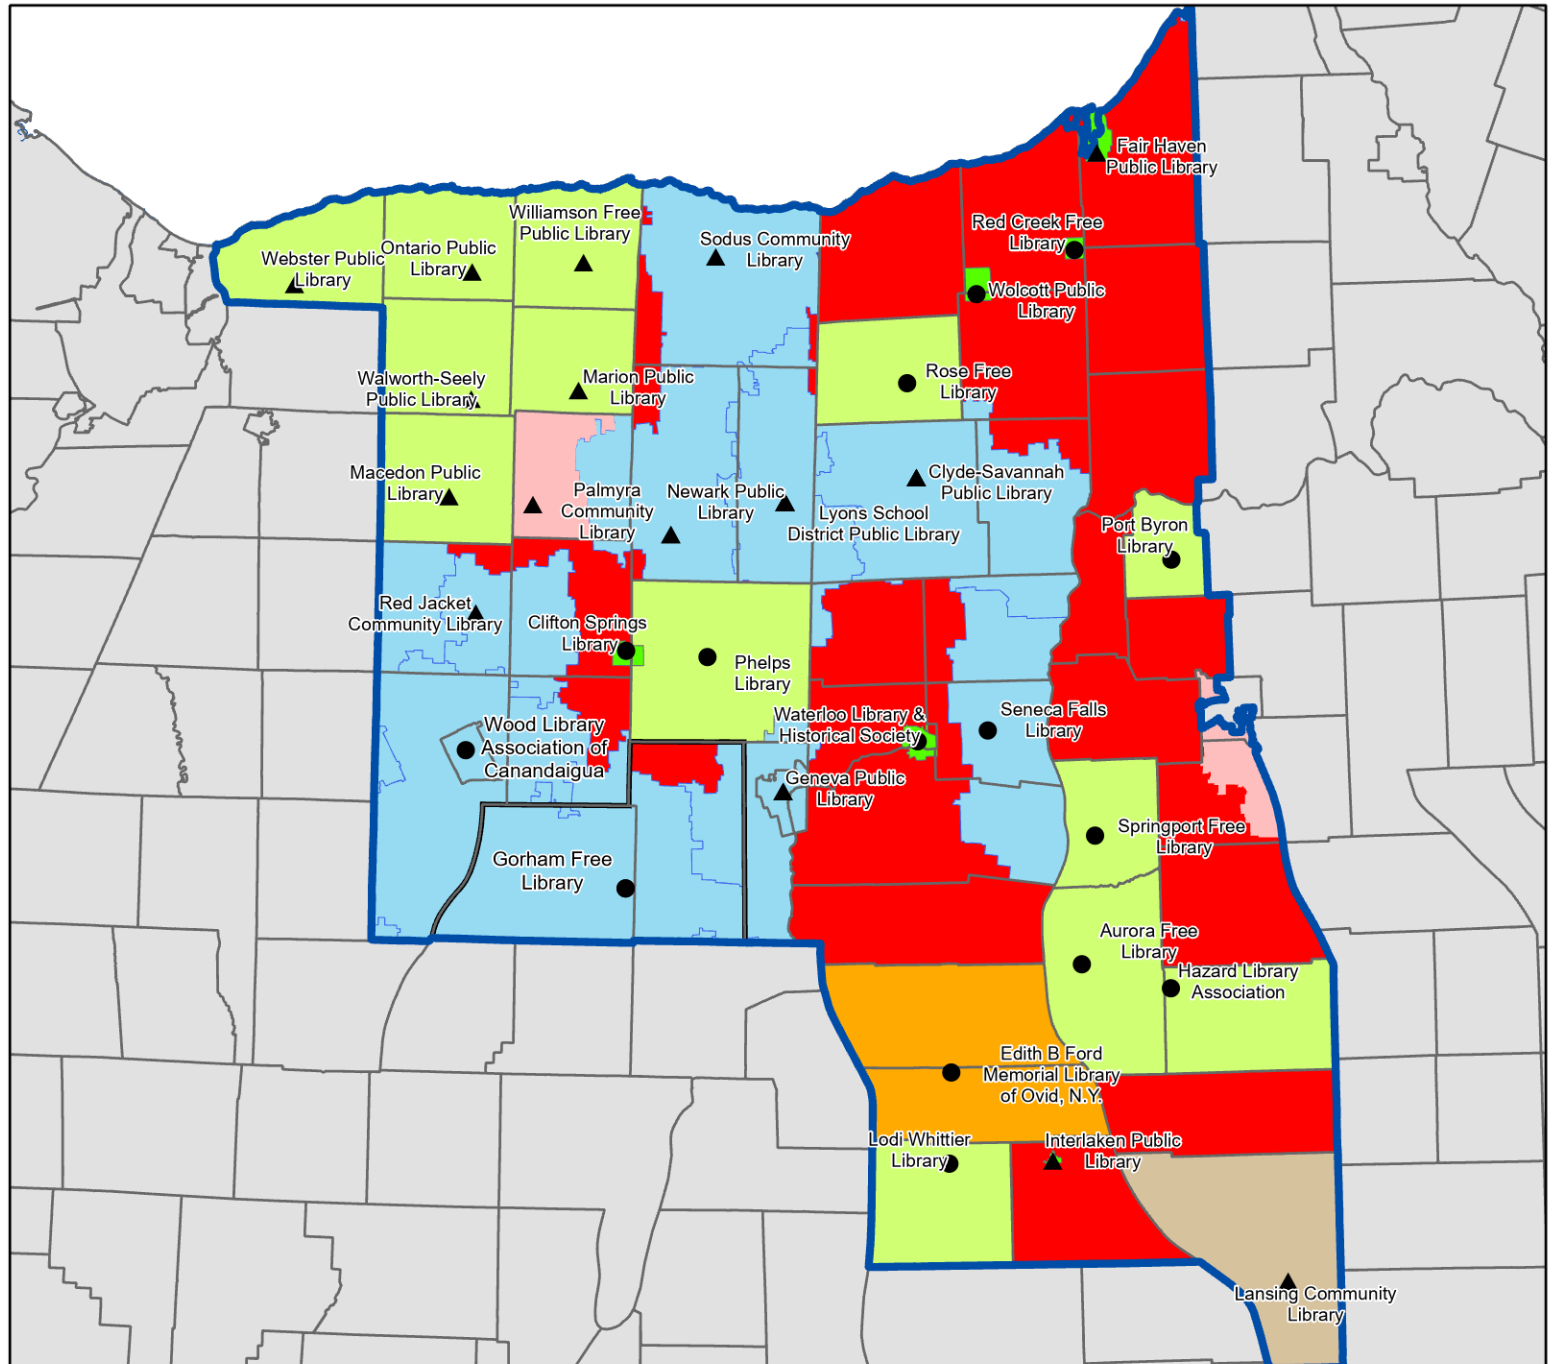 Fair Haven
Public Library
Williamson Free
Public Library
Red Creek Free
Library
Sodus Community
Library
Ontario Public
Library
Webster Public
Library
Wolcott Public
Library
Rose Free
Library
Marion Public
Library
Walworth-Seely
Public Library
Macedon Public
Library
Clyde-Savannah
Public Library
Palmyra
Community
Library
Newark Public
Library
Lyons School
District Public Library
Port Byron
Library
Red Jacket
Community Library
Clifton Springs
Library
Phelps
Library
Waterloo Library &
Historical Society
Seneca Falls
Library
Wood Library
Association of
Canandaigua
Geneva Public
Library
Springport Free
Library
Gorham Free
Library
Aurora Free
Library
Hazard Library
Association
Edith B Ford
Memorial Library
of Ovid, N.Y.
Lodi Whittier
Library
Interlaken Public
Library
Lansing Community
Library